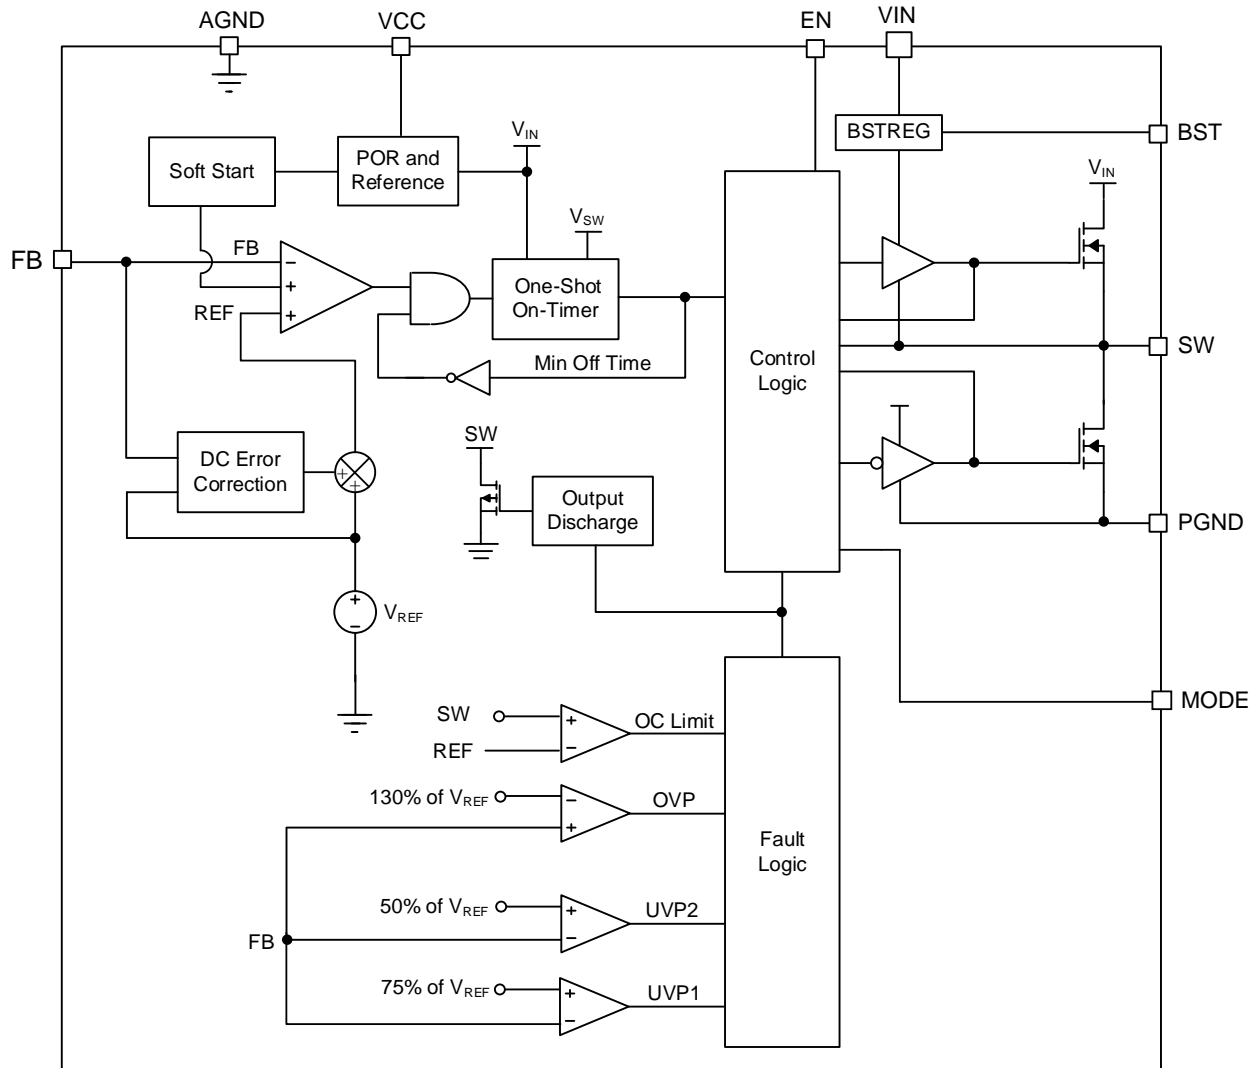 AGND
VCC
EN
VIN
BSTREG
BST
Soft Start
POR and
Reference
VIN
VIN
VSW
FB
FB
−
+
REF
+
One-Shot
On-Timer
Min Off Time
Control
Logic
SW
DC Error
Correction
+
+
SW
Output
Discharge
PGND
+
−
VREF
MODE
SW
+
OC Limit
REF
−
130% of VREF
−
OVP
+
Fault
Logic
50% of VREF
+
UVP2
FB
−
75% of VREF
+
UVP1
−